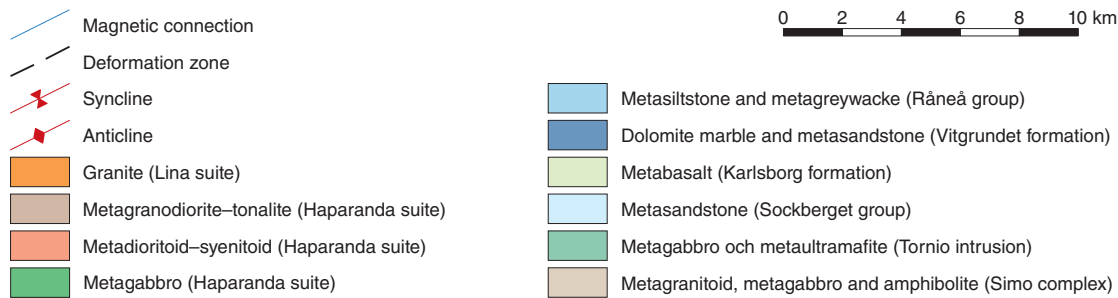 Magnetic connection
Deformation zone
Syncline
Anticline
Granite (Lina suite)
Metagranodiorite–tonalite (Haparanda suite)
Metadioritoid–syenitoid (Haparanda suite)
Metagabbro (Haparanda suite)
0 2 4 6 8 10 km
Metasiltstone and metagreywacke (Råneå group)
Dolomite marble and metasandstone (Vitgrundet formation)
Metabasalt (Karlsborg formation)
Metasandstone (Sockberget group)
Metagabbro och metaultramafite (Tornio intrusion)
Metagranitoid, metagabbro and amphibolite (Simo complex)